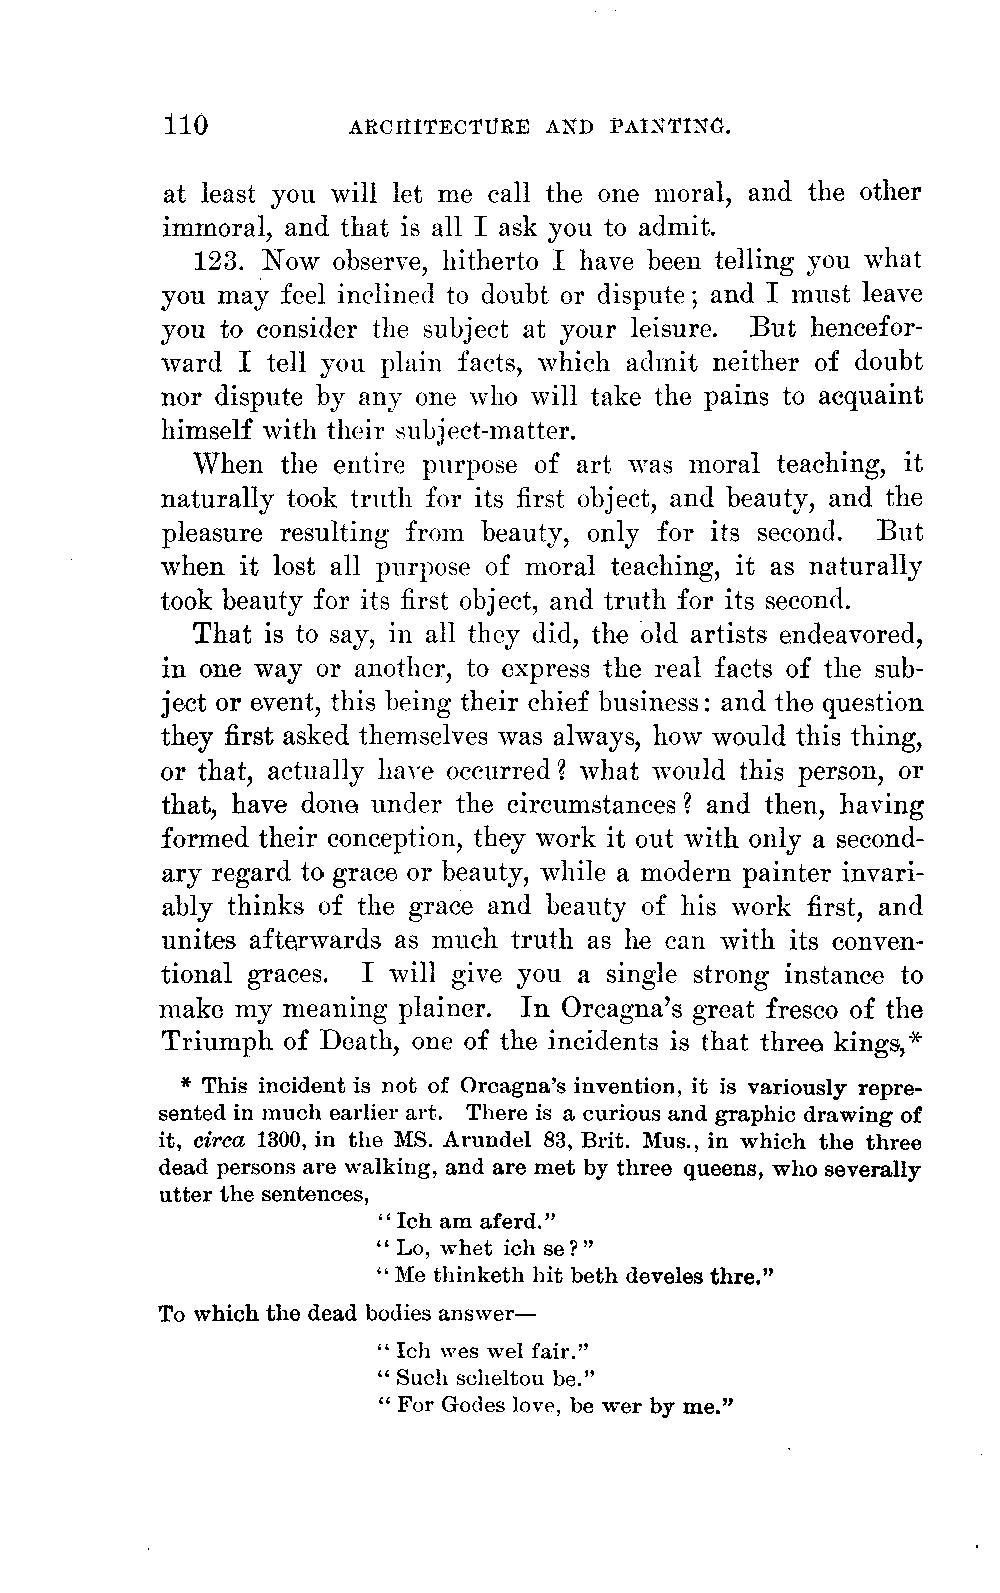 110 ARCHITECTURE AND PAINTING.
at least you will let me call the one moral, and the other
immoral, and that is all I ask you to admit.
123. Now observe, hitherto I have been telling you what
you may feel inclined to doubt or dispute; and I must leave
you to consider the subject at your leisure. But hencefor-
ward I tell you plain facts, which admit neither of doubt
nor dispute by any one who will take the pains to acquaint
himself with their subject-matter.
When the entire purpose of art was moral teaching, it
naturally took truth for its first object, and beauty, and the
pleasure resulting from beauty, only for its second. But
when it lost all purpose of moral teaching, it as naturally
took beauty for its first object, and truth for its second.
That is to say, in all they did, the old artists endeavored,
in one way or another, to express the real facts of the sub-
ject or event, this being their chief business: and the question
they first asked themselves was always, how would this thing,
or that, actually have occurred? what would this person, or
that, have done under the circumstances? and then, having
formed their conception, they work it out with only a second-
ary regard to grace or beauty, while a modern painter invari-
ably thinks of the grace and beauty of his work first, and
unites afterwards as much truth as he can with its conven-
tional graces. I will give you a single strong instance to
make my meaning plainer. In Orcagna's great fresco of the
Triumph of Death, one of the incidents is that three kings,*
* This incident is not of Orcagna's invention, it is variously repre-
sented in much earlier art. There is a curious and graphic drawing of
it, circa 1300, in the MS. Arundel 83, Brit. Mus., in which the three
dead persons are walking, and are met by three queens, who severally
utter the sentences,
"Ich am aferd."
"Lo, whet ich se?"
"Me thinketh hit beth develes thre."
To which the dead bodies answer—
"Ich wes wel fair."
"Such scheltou be."
"For Godes love, be wer by me."